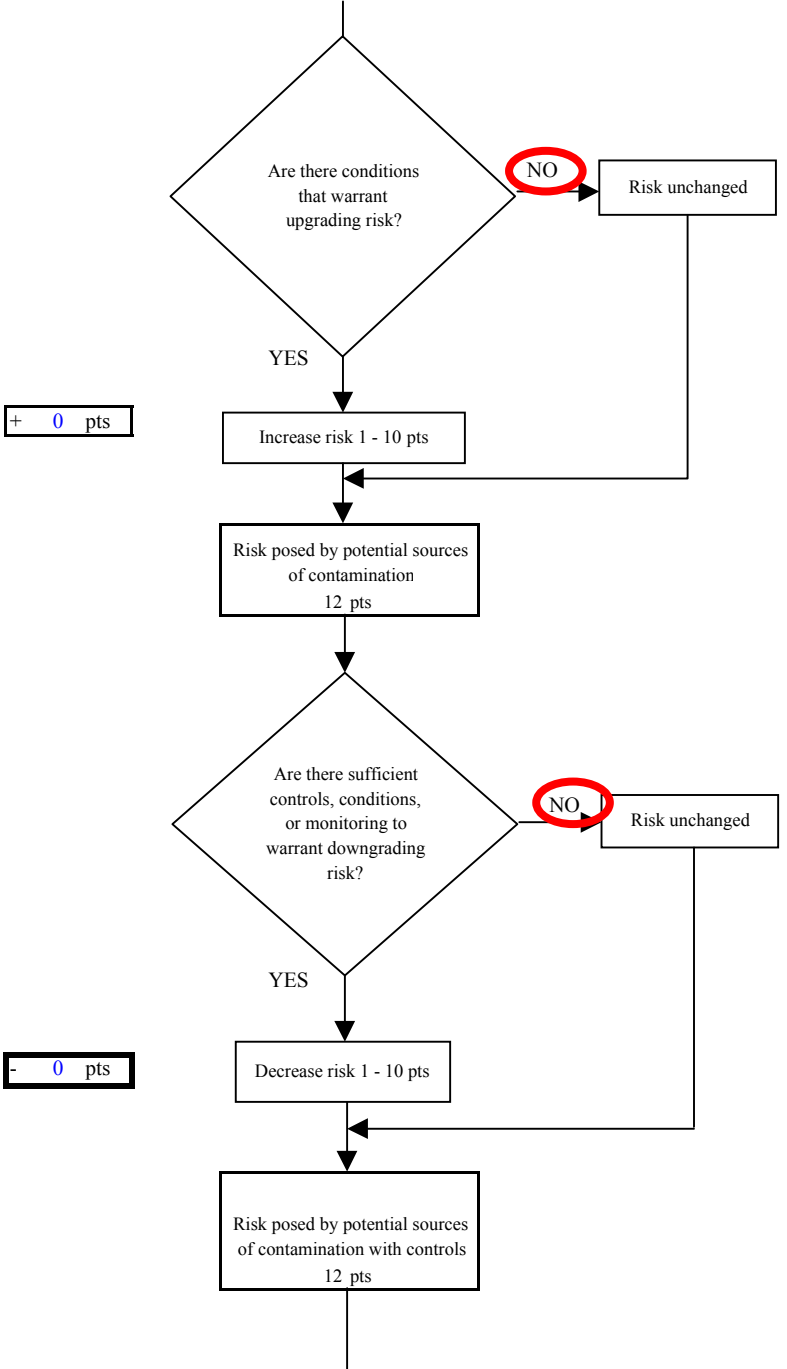 Are there conditions
that warrant
upgrading risk?
NO
Risk unchanged
YES
+ 0 pts
Increase risk 1 - 10 pts
Risk posed by potential sources
of contamination
12 pts
Are there sufficient
controls, conditions,
or monitoring to
warrant downgrading
risk?
NO
Risk unchanged
YES
- 0 pts
Decrease risk 1 - 10 pts
Risk posed by potential sources
of contamination with controls
12 pts